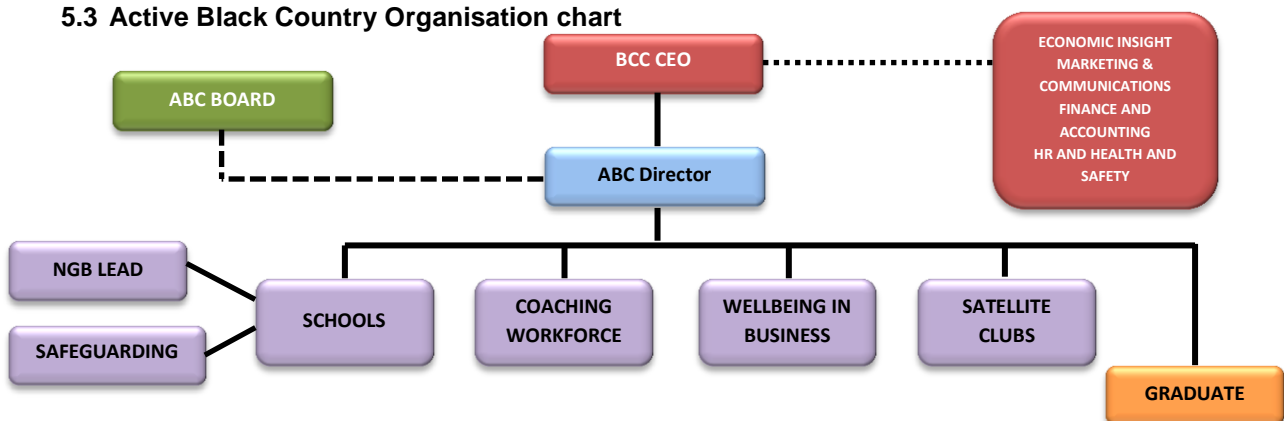 5.3 Active Black Country Organisation chart
BCC CEO
ECONOMIC INSIGHT
MARKETING &
COMMUNICATIONS
FINANCE AND
ACCOUNTING
HR AND HEALTH AND
SAFETY
ABC BOARD
ABC Director
NGB LEAD
SAFEGUARDING
SCHOOLS
COACHING
WORKFORCE
WELLBEING IN
BUSINESS
SATELLITE
CLUBS
GRADUATE